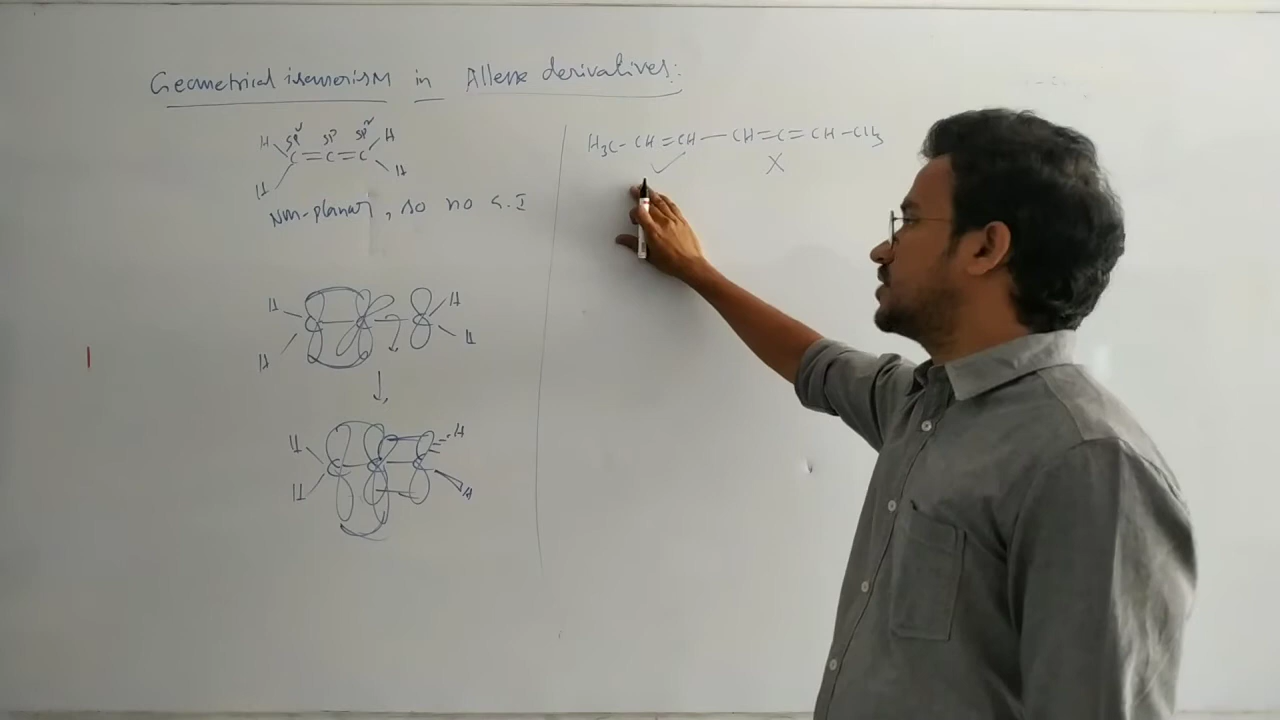 Geometrical isomerism in Allene derivatives:
sp² sp sp²
H H
C=C=C
H H
Non-planar, so no G.I
H H
C C C
H H
H H
C C C
H H
H₃C-CH=CH-CH=C=CH-CH₃
✓ X